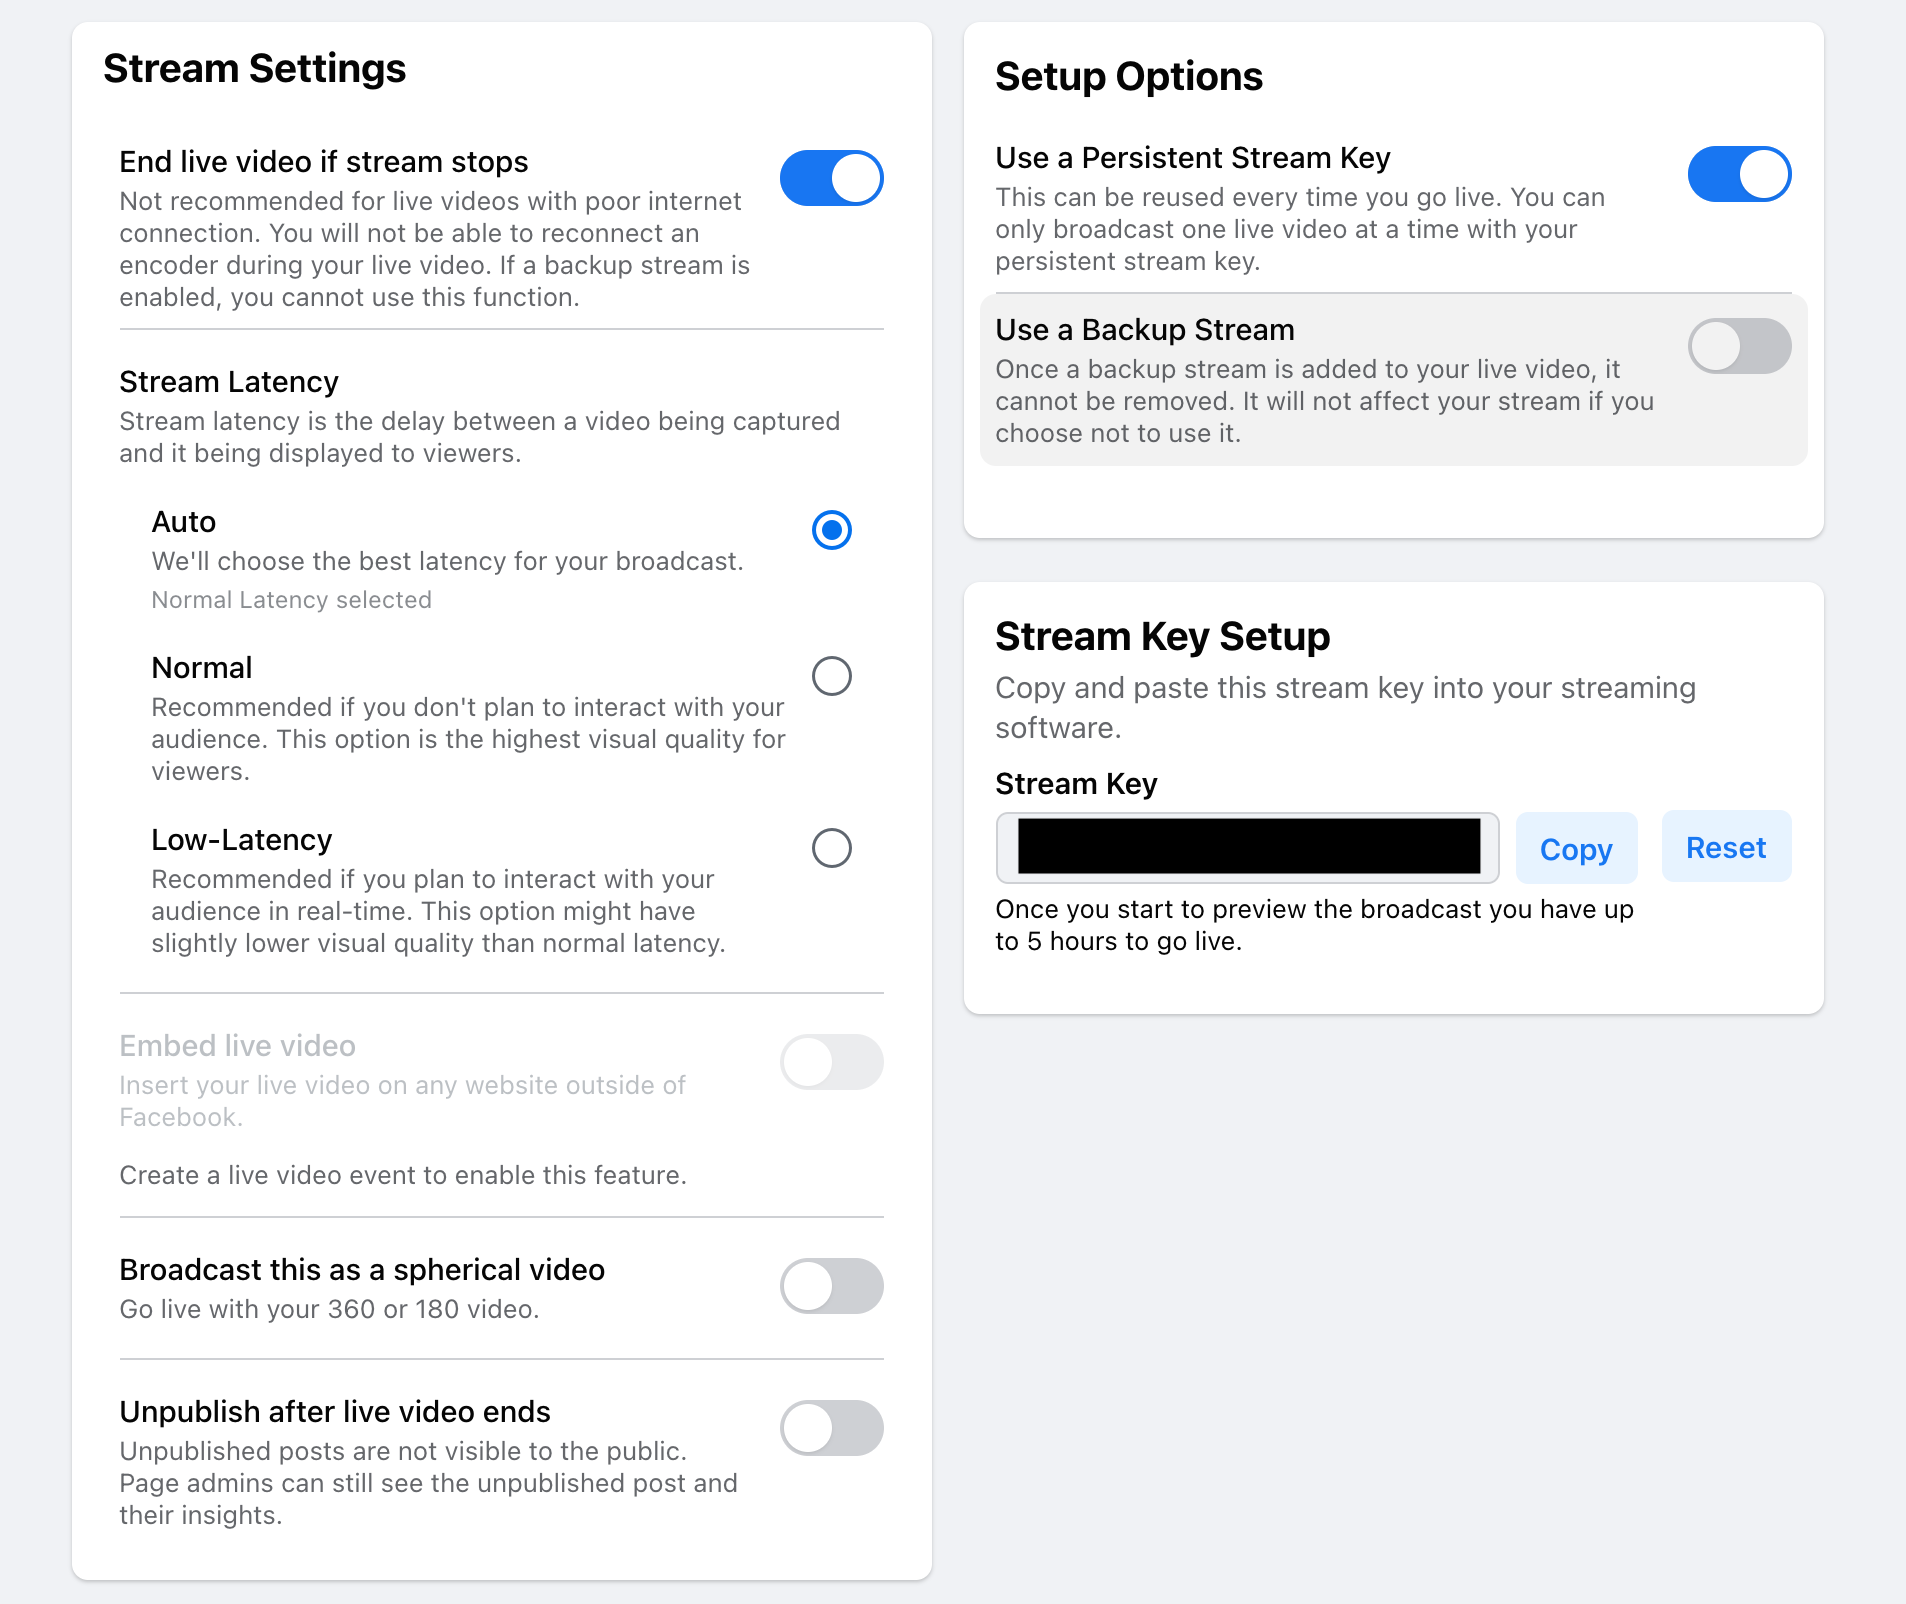 Stream Settings
End live video if stream stops
Not recommended for live videos with poor internet
connection. You will not be able to reconnect an
encoder during your live video. If a backup stream is
enabled, you cannot use this function.
Stream Latency
Stream latency is the delay between a video being captured
and it being displayed to viewers.
Auto
We'll choose the best latency for your broadcast.
Normal Latency selected
Normal
Recommended if you don't plan to interact with your
audience. This option is the highest visual quality for
viewers.
Low-Latency
Recommended if you plan to interact with your
audience in real-time. This option might have
slightly lower visual quality than normal latency.
Embed live video
Insert your live video on any website outside of
Facebook.
Create a live video event to enable this feature.
Broadcast this as a spherical video
Go live with your 360 or 180 video.
Unpublish after live video ends
Unpublished posts are not visible to the public.
Page admins can still see the unpublished post and
their insights.
Setup Options
Use a Persistent Stream Key
This can be reused every time you go live. You can
only broadcast one live video at a time with your
persistent stream key.
Use a Backup Stream
Once a backup stream is added to your live video, it
cannot be removed. It will not affect your stream if you
choose not to use it.
Stream Key Setup
Copy and paste this stream key into your streaming
software.
Stream Key
Copy
Reset
Once you start to preview the broadcast you have up
to 5 hours to go live.